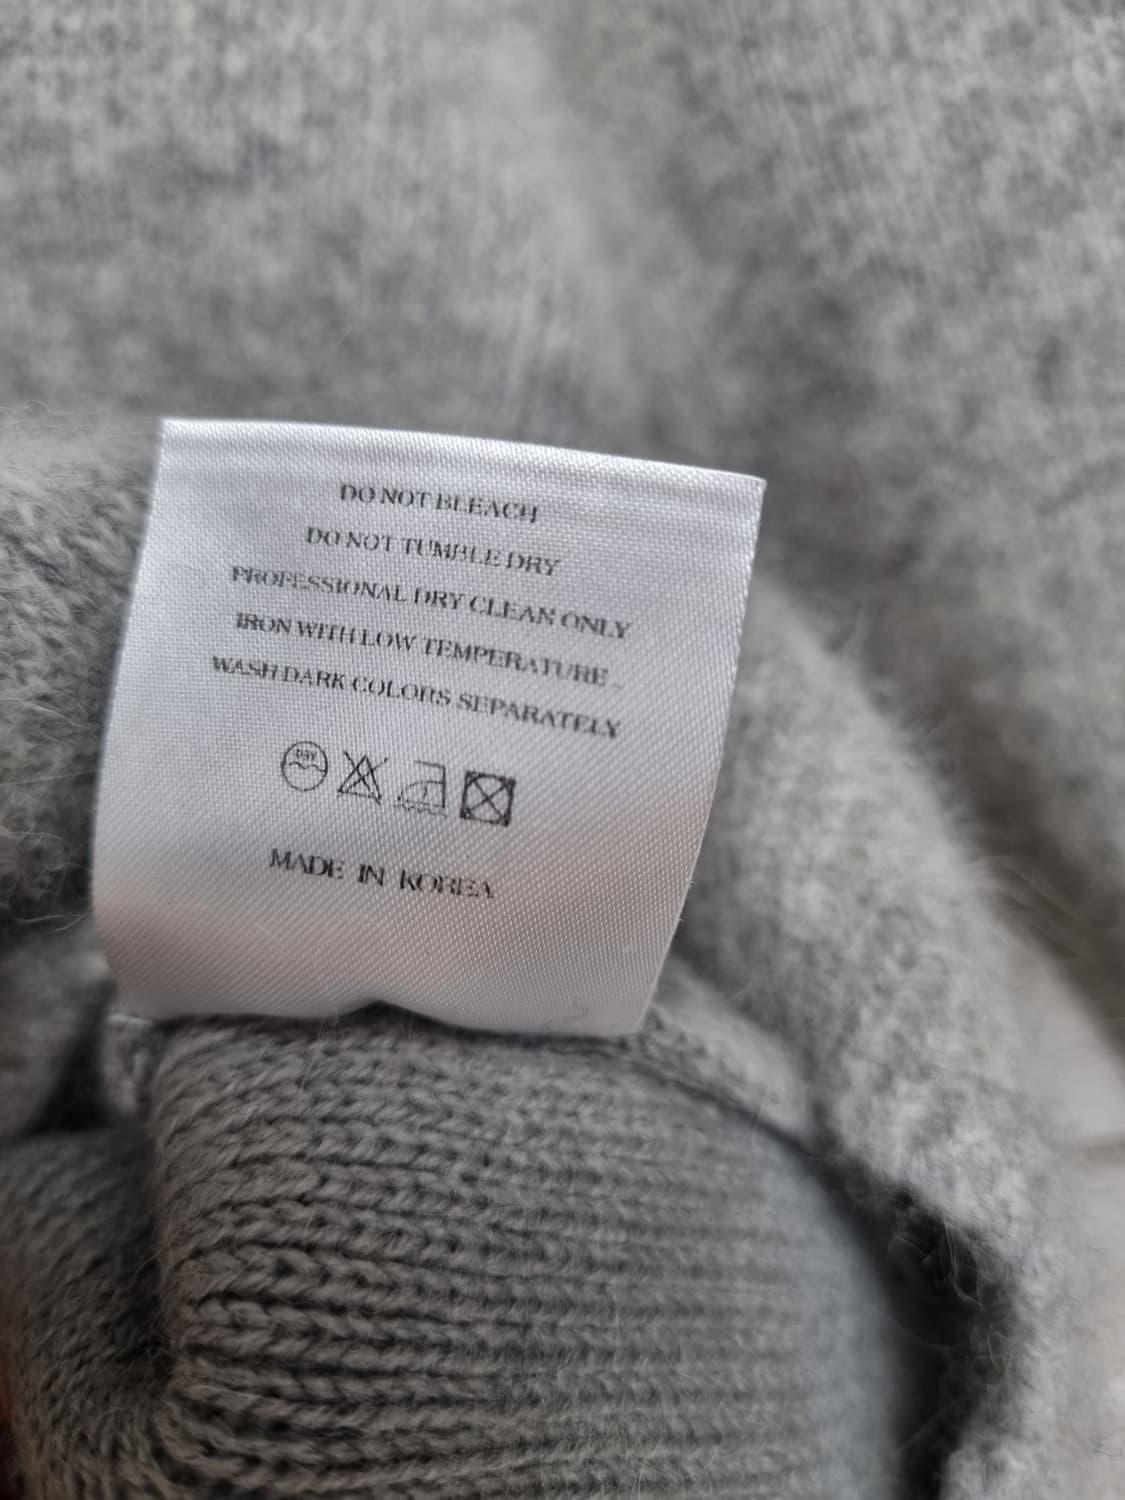 DO NOT BLEACH
DO NOT TUMBLE DRY
PROFESSIONAL DRY CLEAN ONLY
IRON WITH LOW TEMPERATURE -
WASH DARK COLORS SEPARATELY
DRY
MADE IN KOREA